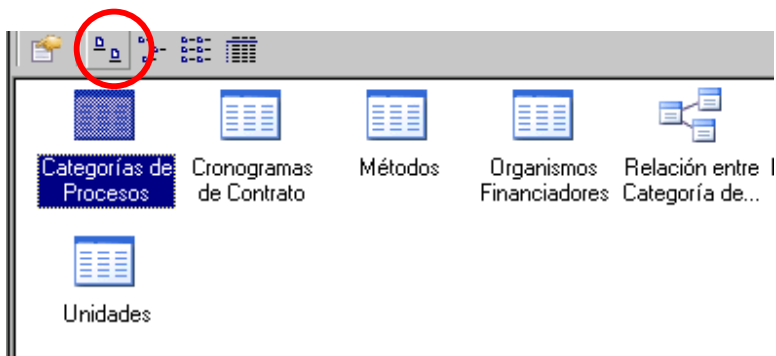 Categorías de
Procesos
Cronogramas
de Contrato
Métodos
Organismos
Financiadores
Relación entre
Categoría de...
Unidades